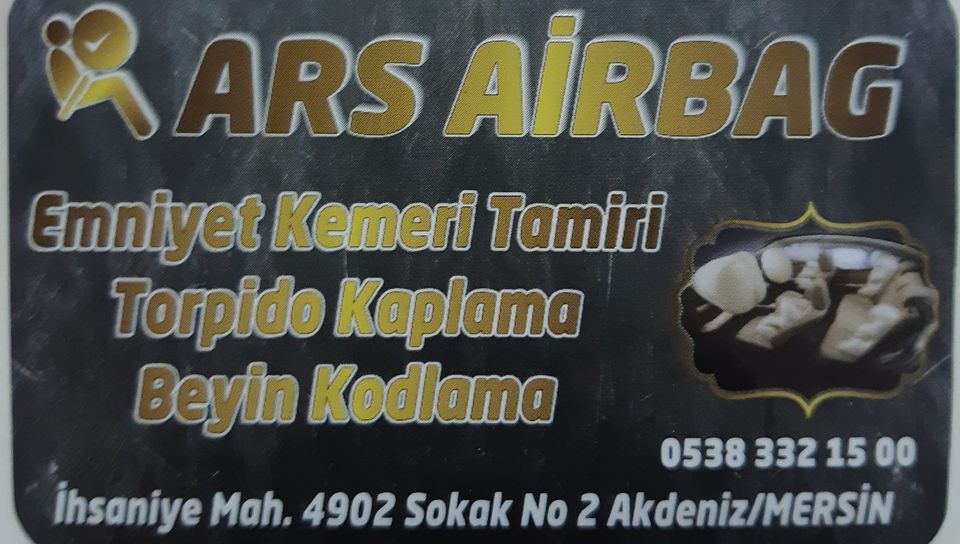 ARS AİRBAG
Emniyet Kemeri Tamiri
Torpido Kaplama
Beyin Kodlama
0538 332 15 00
İhsaniye Mah. 4902 Sokak No 2 Akdeniz/MERSİN